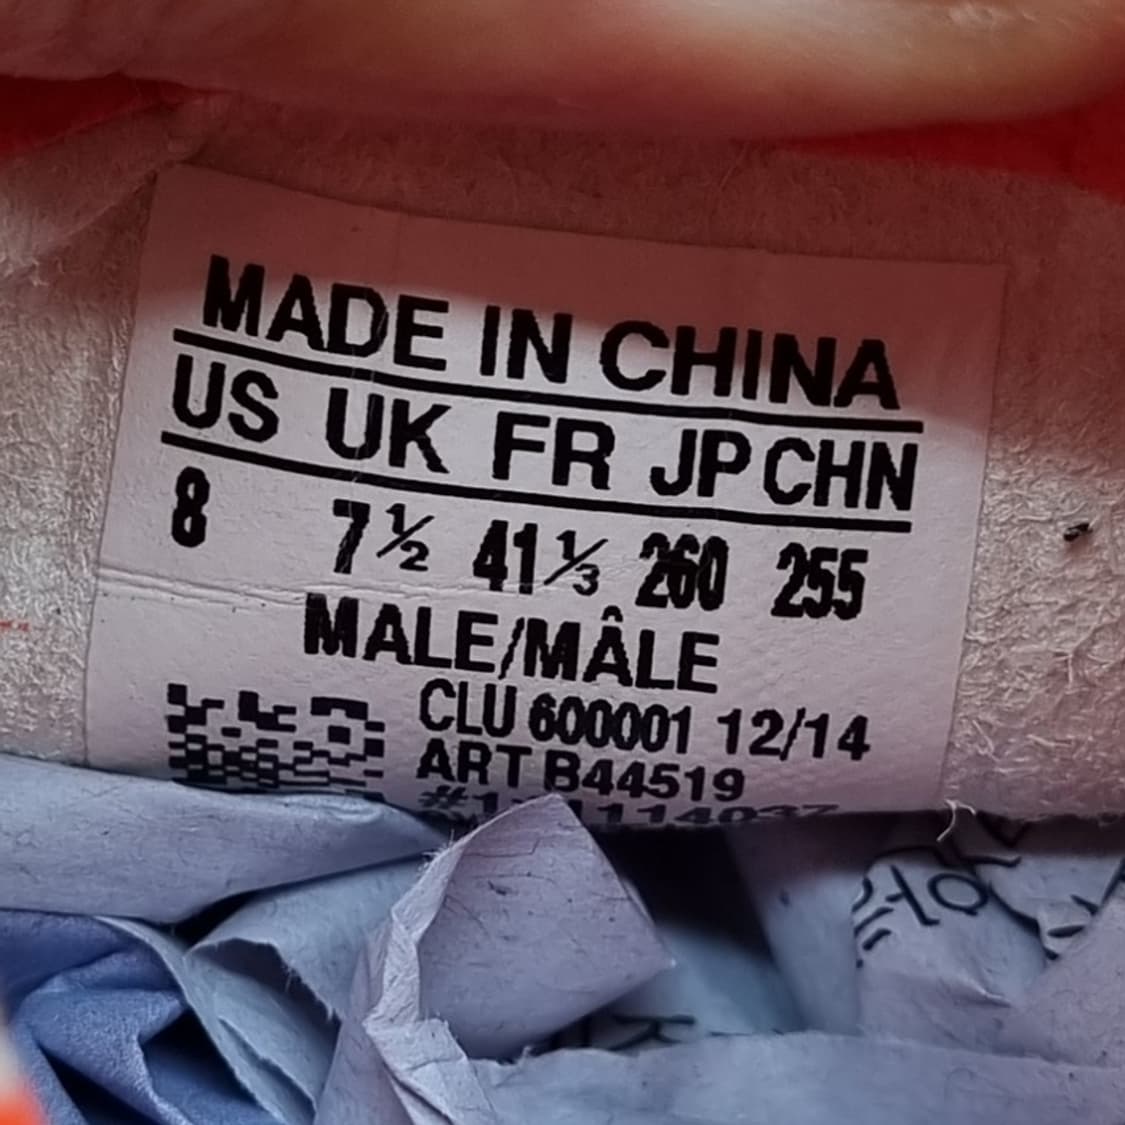 MADE IN CHINA
US UK FR JP CHN
8 7½ 41⅓ 260 255
MALE/MÂLE
CLU 600001 12/14
ART B44519